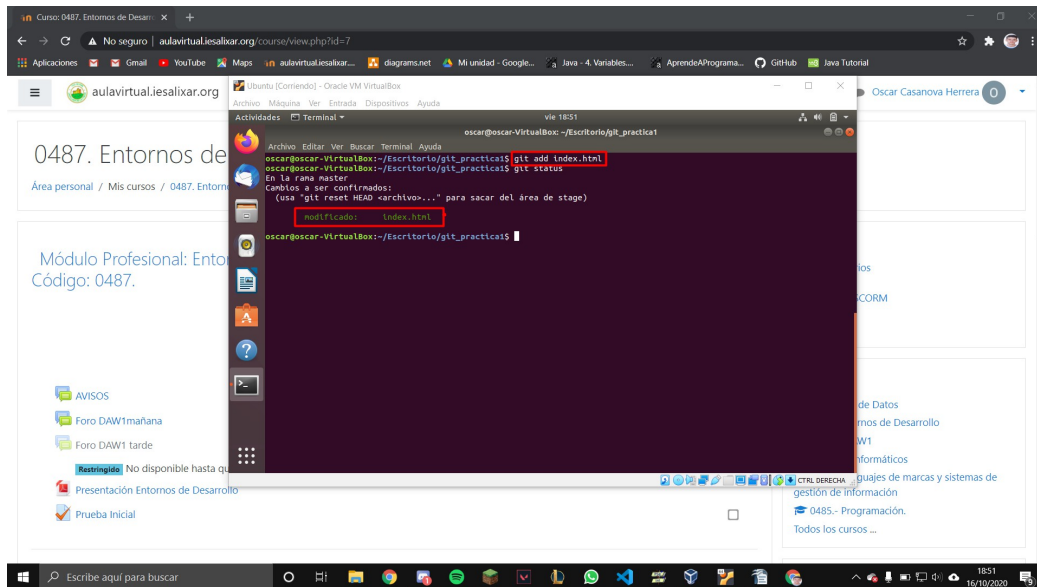 Curso: 0487. Entornos de Desarr
No seguro | aulavirtual.iesalixar.org/course/view.php?id=7
Aplicaciones Gmail YouTube Maps aulavirtual.iesalixar.... diagrams.net Mi unidad - Google... Java - 4. Variables.... AprendeAPrograma... GitHub Java Tutorial
aulavirtual.iesalixar.org
Oscar Casanova Herrera O
Ubuntu [Corriendo] - Oracle VM VirtualBox
Archivo Máquina Ver Entrada Dispositivos Ayuda
Actividades Terminal vie 18:51
oscar@oscar-VirtualBox: ~/Escritorio/git_practica1
Archivo Editar Ver Buscar Terminal Ayuda
oscar@oscar-VirtualBox:~/Escritorio/git_practica1$ git add index.html
oscar@oscar-VirtualBox:~/Escritorio/git_practica1$ git status
En la rama master
Cambios a ser confirmados:
(usa "git reset HEAD <archivo>..." para sacar del área de stage)
modificado: index.html
oscar@oscar-VirtualBox:~/Escritorio/git_practica1$
CTRL DERECHA
0487. Entornos de
Área personal / Mis cursos / 0487. Entorn
Módulo Profesional: Entor
Código: 0487.
AVISOS
Foro DAW1mañana
Foro DAW1 tarde
Restringido No disponible hasta qu
Presentación Entornos de Desarrollo
Prueba Inicial
ios
SCORM
de Datos
rnos de Desarrollo
W1
nformáticos
guajes de marcas y sistemas de
gestión de información
0485.- Programación.
Todos los cursos ...
Escribe aquí para buscar
18:51
16/10/2020
9